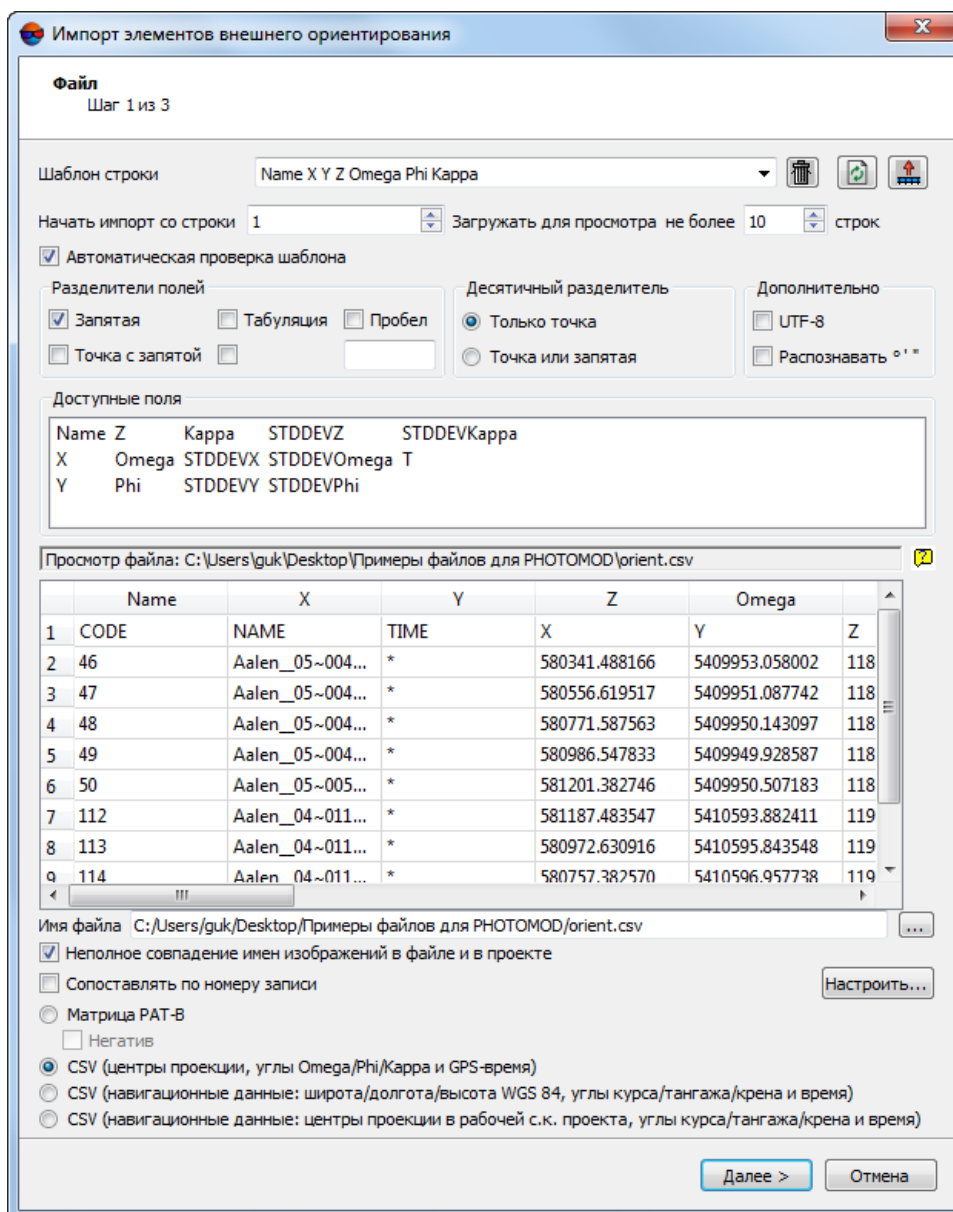 Импорт элементов внешнего ориентирования
Файл
Шаг 1 из 3
Шаблон строки Name X Y Z Omega Phi Kappa
Начать импорт со строки 1 Загружать для просмотра не более 10 строк
Автоматическая проверка шаблона
Разделители полей Десятичный разделитель Дополнительно
Запятая Табуляция Пробел Только точка UTF-8
Точка с запятой Точка или запятая Распознавать ° ' "
Доступные поля
Name Z Kappa STDDEVZ STDDEVKappa
X Omega STDDEVX STDDEVOmega T
Y Phi STDDEVY STDDEVPhi
Просмотр файла: C:\Users\guk\Desktop\Примеры файлов для PHOTOMOD\orient.csv ?
Name X Y Z Omega
1 CODE NAME TIME X Y Z
2 46 Aalen__05~004... * 580341.488166 5409953.058002 118
3 47 Aalen__05~004... * 580556.619517 5409951.087742 118
4 48 Aalen__05~004... * 580771.587563 5409950.143097 118
5 49 Aalen__05~004... * 580986.547833 5409949.928587 118
6 50 Aalen__05~005... * 581201.382746 5409950.507183 118
7 112 Aalen__04~011... * 581187.483547 5410593.882411 119
8 113 Aalen__04~011... * 580972.630916 5410595.843548 119
9 114 Aalen__04~011... * 580757.382570 5410596.957738 119
Имя файла C:/Users/guk/Desktop/Примеры файлов для PHOTOMOD/orient.csv ...
Неполное совпадение имен изображений в файле и в проекте
Сопоставлять по номеру записи Настроить...
Матрица PAT-B
Негатив
CSV (центры проекции, углы Omega/Phi/Kappa и GPS-время)
CSV (навигационные данные: широта/долгота/высота WGS 84, углы курса/тангажа/крена и время)
CSV (навигационные данные: центры проекции в рабочей с.к. проекта, углы курса/тангажа/крена и время)
Далее > Отмена